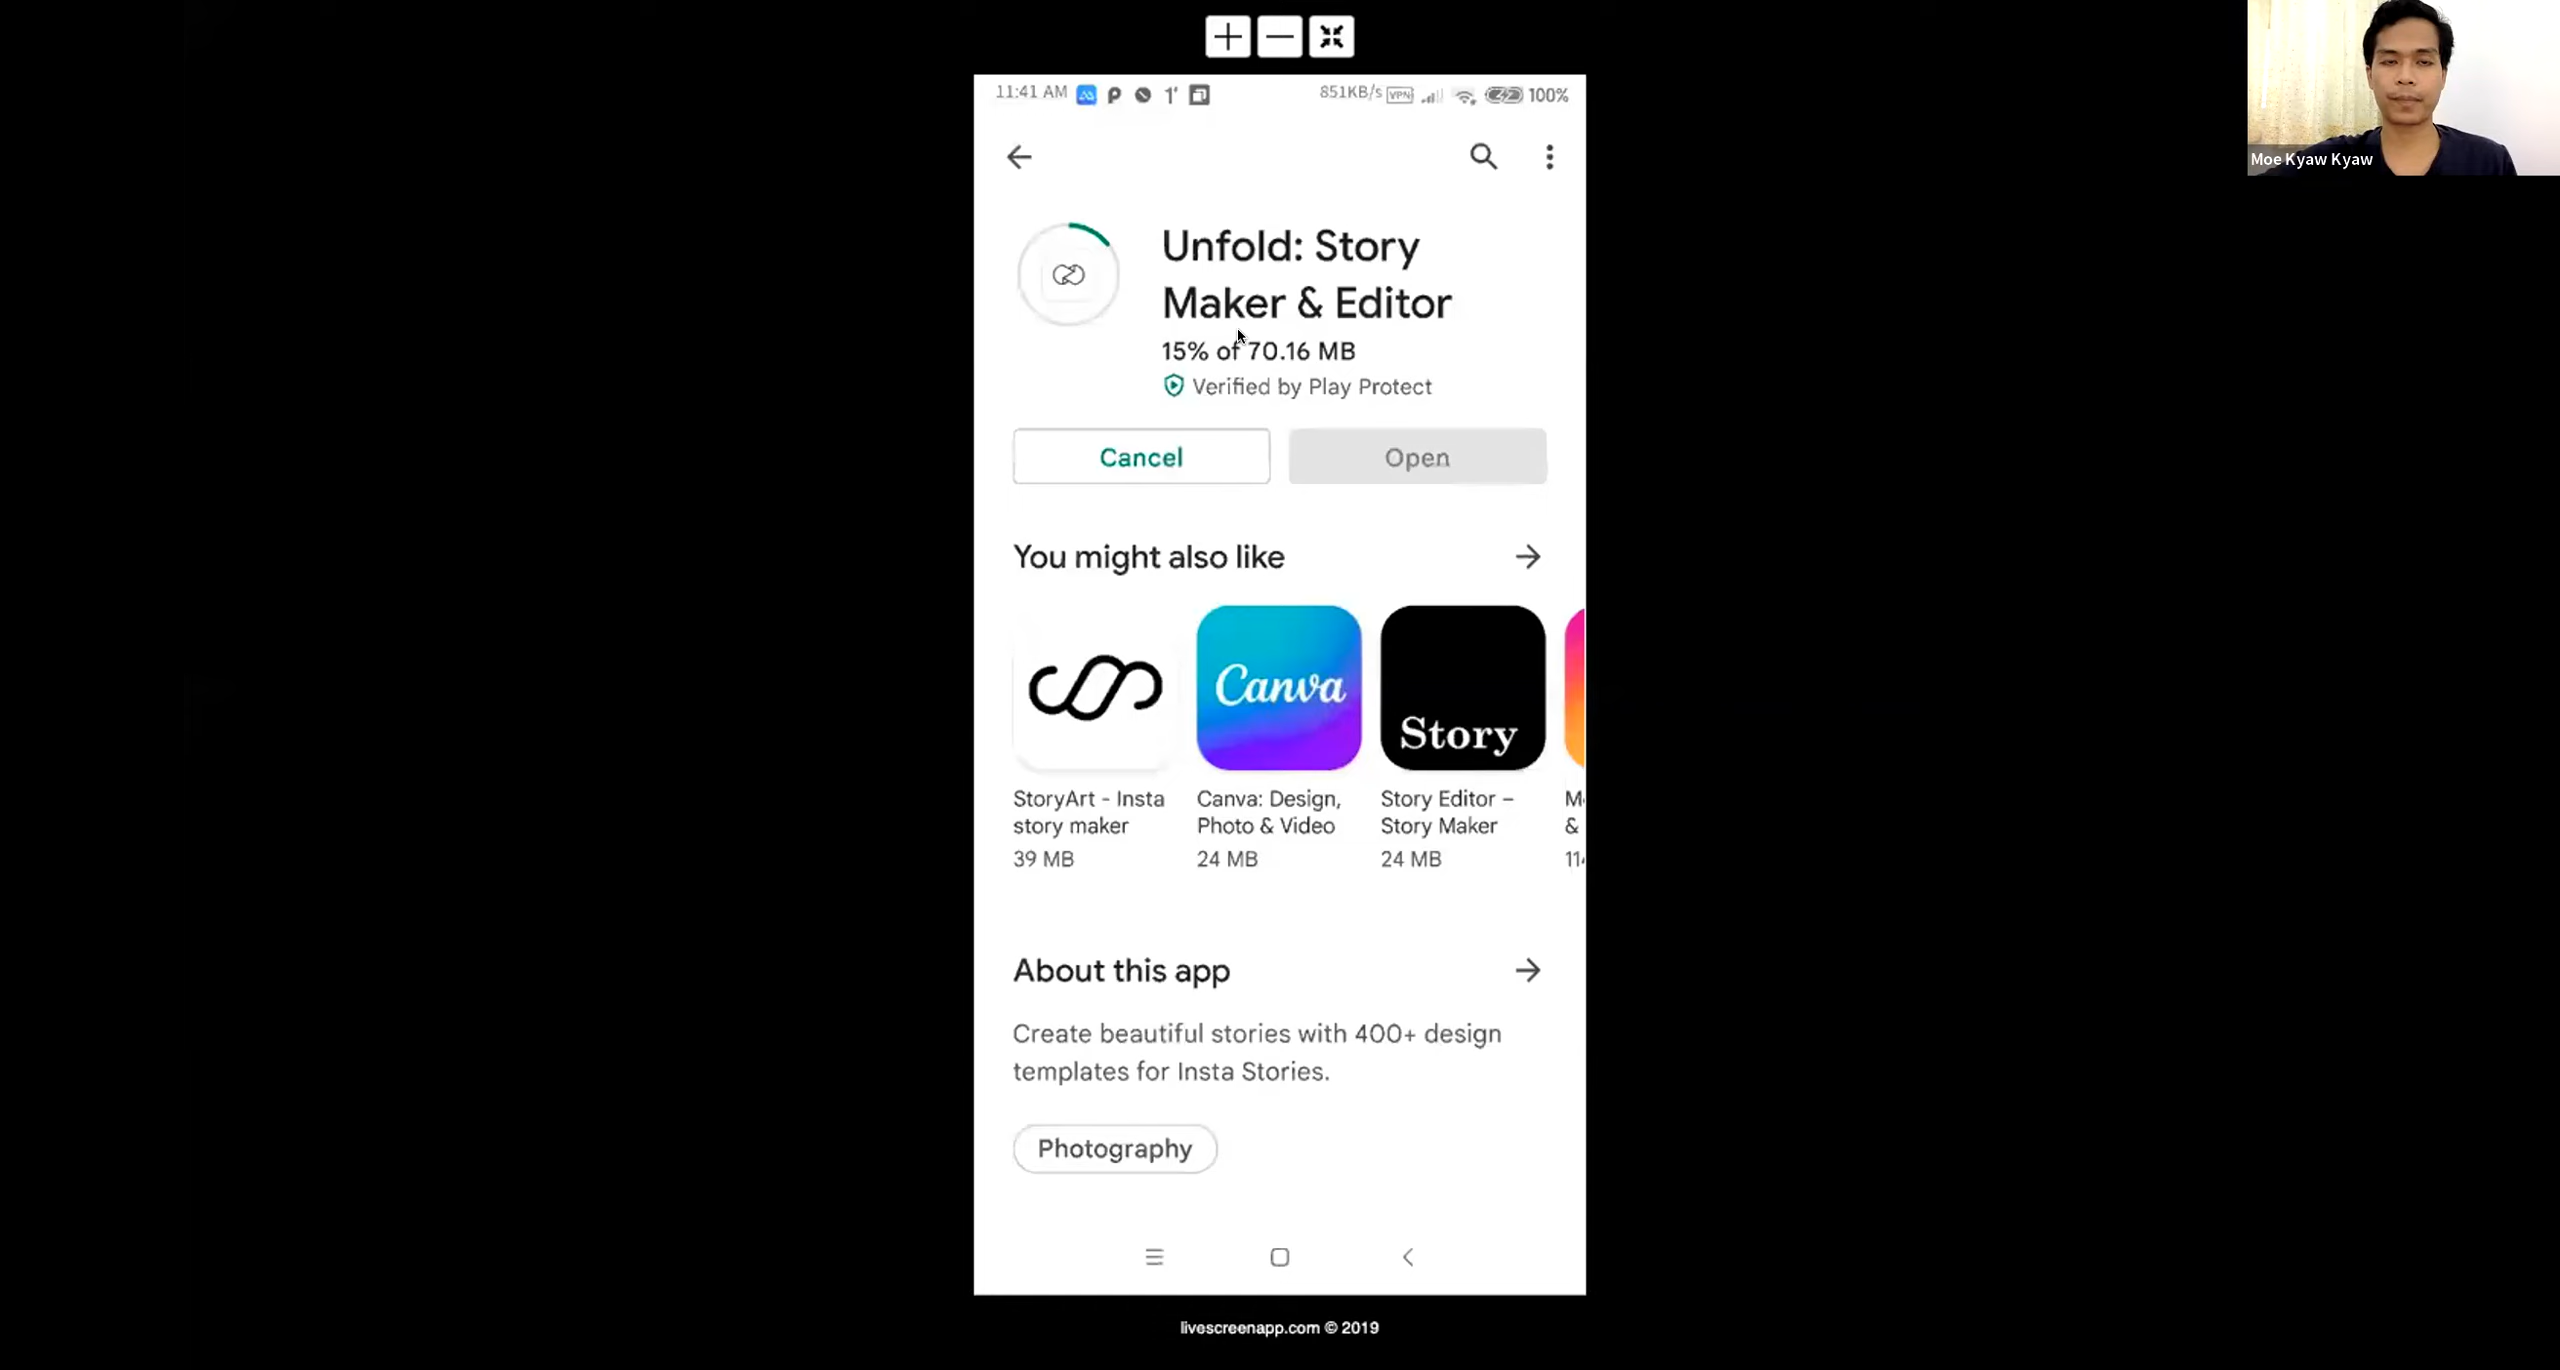 11:41 AM
851KB/s VPN 100%
Moe Kyaw Kyaw
Unfold: Story
Maker & Editor
15% of 70.16 MB
Verified by Play Protect
Cancel
Open
You might also like
Canva
Story
StoryArt - Insta
story maker
39 MB
Canva: Design,
Photo & Video
24 MB
Story Editor –
Story Maker
24 MB
&
About this app
Create beautiful stories with 400+ design
templates for Insta Stories.
Photography
livescreenapp.com © 2019